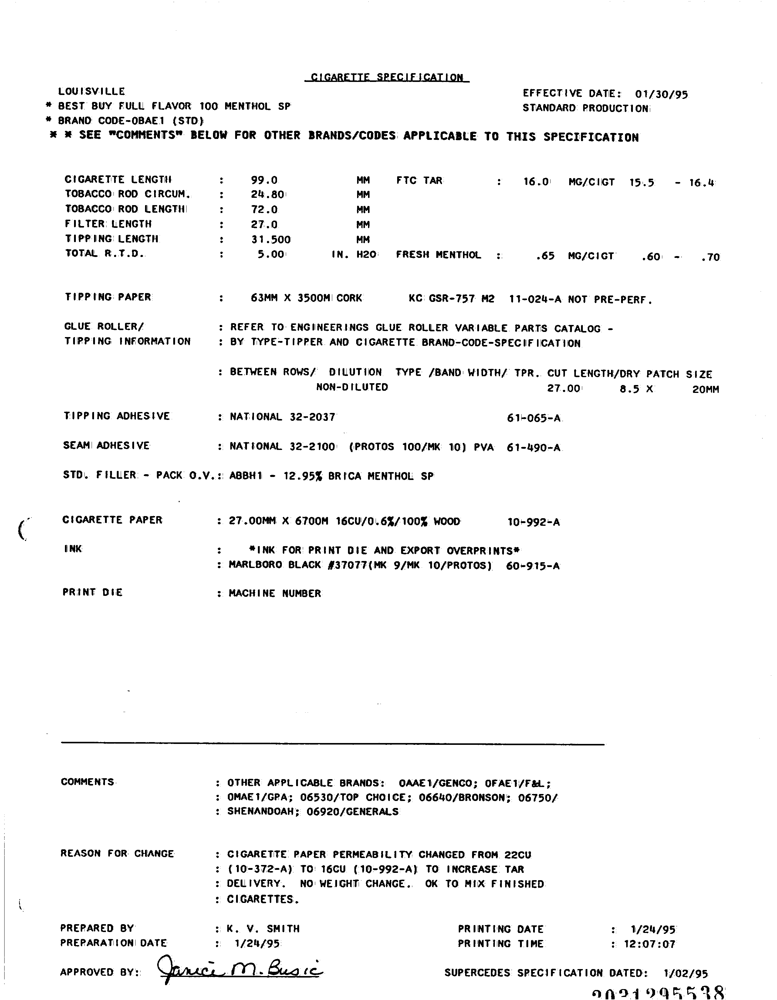 CIGARETTE SPECIFICATION
LOUISVILLE EFFECTIVE DATE: 01/30/95
* BEST BUY FULL FLAVOR 100 MENTHOL SP STANDARD PRODUCTION
* BRAND CODE-0BAE1 (STD)
* * SEE "COMMENTS" BELOW FOR OTHER BRANDS/CODES APPLICABLE TO THIS SPECIFICATION
CIGARETTE LENGTH : 99.0 MM FTC TAR : 16.0 MG/CIGT 15.5 - 16.4
TOBACCO ROD CIRCUM. : 24.80 MM
TOBACCO ROD LENGTH : 72.0 MM
FILTER LENGTH : 27.0 MM
TIPPING LENGTH : 31.500 MM
TOTAL R.T.D. : 5.00 IN. H2O FRESH MENTHOL : .65 MG/CIGT .60 - .70
TIPPING PAPER : 63MM X 3500M CORK KC GSR-757 M2 11-024-A NOT PRE-PERF.
GLUE ROLLER/ : REFER TO ENGINEERINGS GLUE ROLLER VARIABLE PARTS CATALOG -
TIPPING INFORMATION : BY TYPE-TIPPER AND CIGARETTE BRAND-CODE-SPECIFICATION
: BETWEEN ROWS/ DILUTION TYPE /BAND WIDTH/ TPR. CUT LENGTH/DRY PATCH SIZE
NON-DILUTED 27.00 8.5 X 20MM
TIPPING ADHESIVE : NATIONAL 32-2037 61-065-A
SEAM ADHESIVE : NATIONAL 32-2100 (PROTOS 100/MK 10) PVA 61-490-A
STD. FILLER - PACK O.V.: ABBH1 - 12.95% BRICA MENTHOL SP
CIGARETTE PAPER : 27.00MM X 6700M 16CU/0.6%/100% WOOD 10-992-A
INK : *INK FOR PRINT DIE AND EXPORT OVERPRINTS*
: MARLBORO BLACK #37077(MK 9/MK 10/PROTOS) 60-915-A
PRINT DIE : MACHINE NUMBER
COMMENTS : OTHER APPLICABLE BRANDS: 0AAE1/GENCO; 0FAE1/F&L;
: 0MAE1/GPA; 06530/TOP CHOICE; 06640/BRONSON; 06750/
: SHENANDOAH; 06920/GENERALS
REASON FOR CHANGE : CIGARETTE PAPER PERMEABILITY CHANGED FROM 22CU
: (10-372-A) TO 16CU (10-992-A) TO INCREASE TAR
: DELIVERY. NO WEIGHT CHANGE. OK TO MIX FINISHED
: CIGARETTES.
PREPARED BY : K. V. SMITH PRINTING DATE : 1/24/95
PREPARATION DATE : 1/24/95 PRINTING TIME : 12:07:07
APPROVED BY: Janice M. Busic SUPERCEDES SPECIFICATION DATED: 1/02/95
2021295538